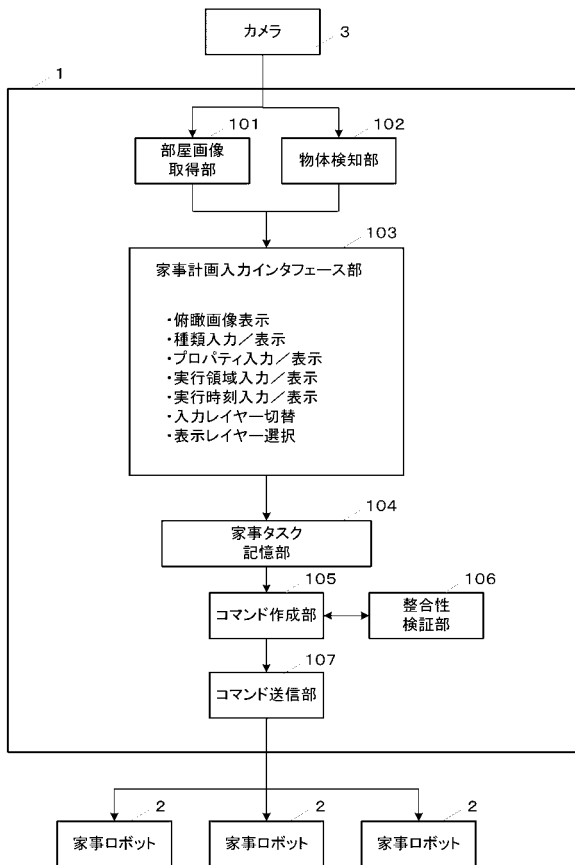 カメラ
3
1
101
部屋画像
取得部
102
物体検知部
103
家事計画入力インタフェース部
・俯瞰画像表示
・種類入力／表示
・プロパティ入力／表示
・実行領域入力／表示
・実行時刻入力／表示
・入力レイヤー切替
・表示レイヤー選択
104
家事タスク
記憶部
105
コマンド作成部
106
整合性
検証部
107
コマンド送信部
2
家事ロボット
2
家事ロボット
2
家事ロボット